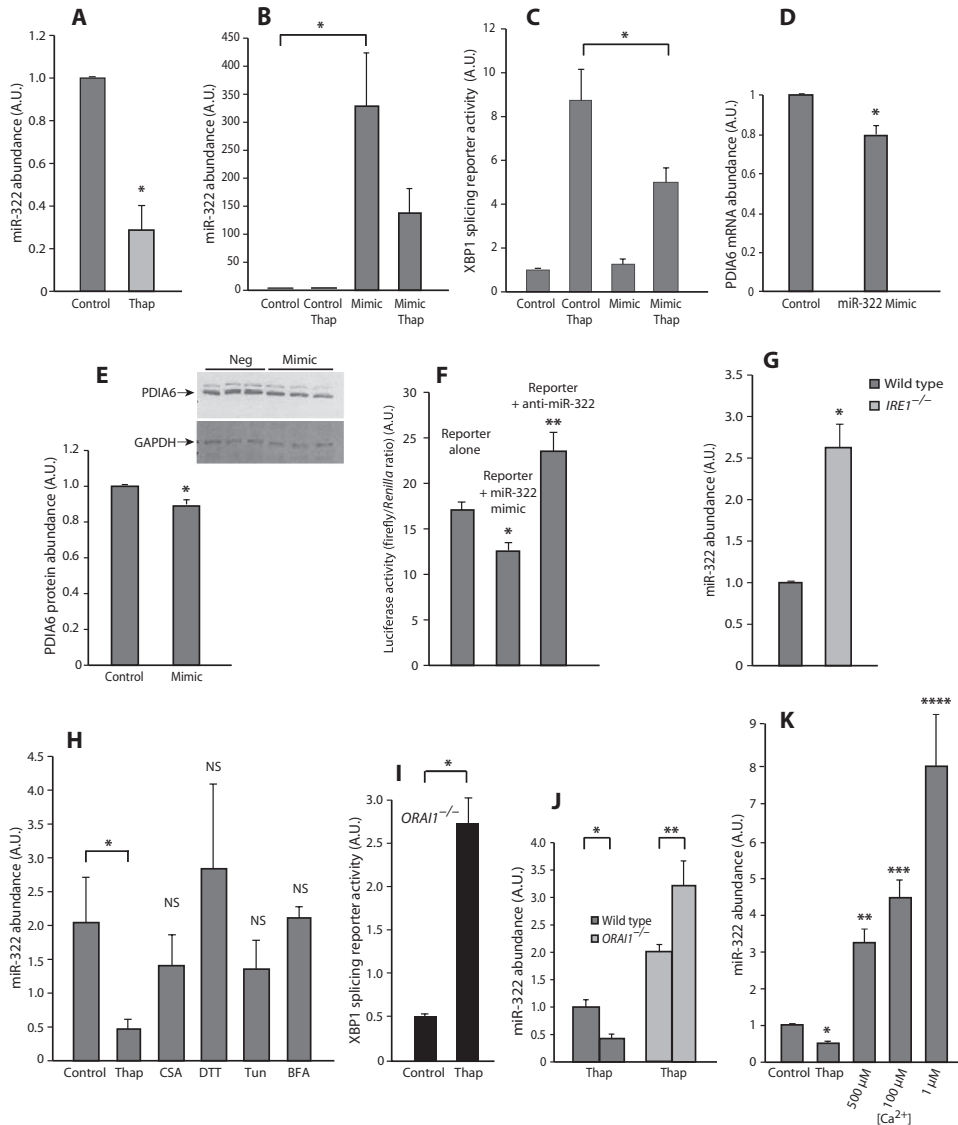 A
miR-322 abundance (A.U.)
1.2
1.0
0.8
0.6
0.4
0.2
0
*
Control
Thap
B
miR-322 abundance (A.U.)
450
400
350
300
250
200
150
100
50
0
*
Control
Control
Thap
Mimic
Mimic
Thap
C
XBP1 splicing reporter activity (A.U.)
12
10
8
6
4
2
0
*
Control
Control
Thap
Mimic
Mimic
Thap
D
PDIA6 mRNA abundance (A.U.)
1.2
1
0.8
0.6
0.4
0.2
0
*
Control
miR-322 Mimic
E
Neg
Mimic
PDIA6
GAPDH
PDIA6 protein abundance (A.U.)
1.2
1.0
0.8
0.6
0.4
0.2
0
*
Control
Mimic
F
Luciferase activity (firefly/Renilla ratio) (A.U.)
30
25
20
15
10
5
0
Reporter
alone
Reporter
+ miR-322
mimic
*
Reporter
+ anti-miR-322
**
G
miR-322 abundance (A.U.)
3.5
3.0
2.5
2.0
1.5
1.0
0.5
0
Wild type
IRE1−/−
*
H
miR-322 abundance (A.U.)
4.5
4.0
3.5
3.0
2.5
2.0
1.5
1.0
0.5
0
*
NS
NS
NS
NS
Control
Thap
CSA
DTT
Tun
BFA
I
XBP1 splicing reporter activity (A.U.)
3.0
2.5
2.0
1.5
1.0
0.5
0
*
ORAI1−/−
Control
Thap
J
miR-322 abundance (A.U.)
4.0
3.5
3.0
2.5
2.0
1.5
1.0
0.5
0
*
**
Wild type
ORAI1−/−
Thap
Thap
K
miR-322 abundance (A.U.)
9
8
7
6
5
4
3
2
1
0
*
**
***
****
Control
Thap
500 µM
100 µM
1 µM
[Ca2+]